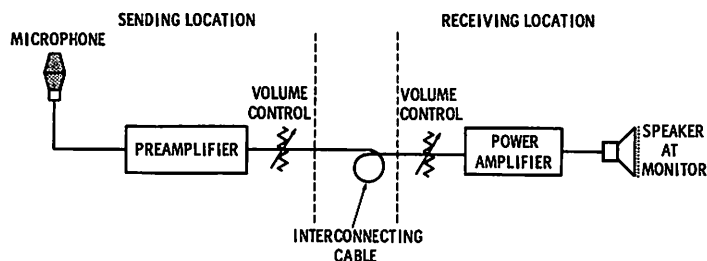 SENDING LOCATION
RECEIVING LOCATION
MICROPHONE
VOLUME
CONTROL
VOLUME
CONTROL
PREAMPLIFIER
POWER
AMPLIFIER
SPEAKER
AT
MONITOR
INTERCONNECTING
CABLE